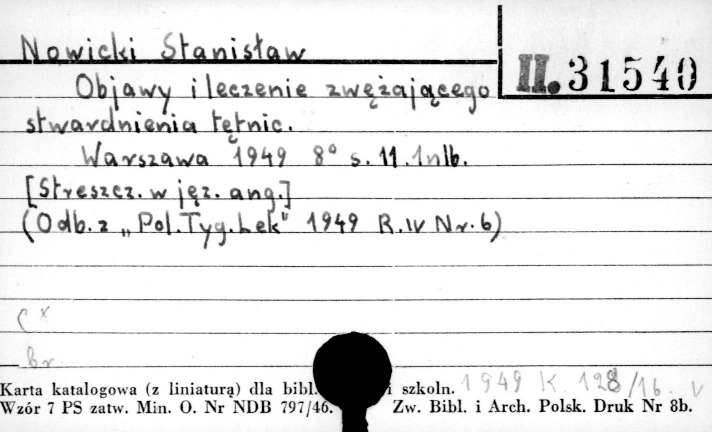 Nowicki Stanisław
II. 31540
Objawy i leczenie zwężającego
stwardnienia tętnic.
Warszawa 1949 8° s. 11. 1nlb.
[Streszcz. w jęz. ang.]
(Odb. z „Pol. Tyg. Lek" 1949 R. IV Nr. 6)
C x
br
Karta katalogowa (z liniaturą) dla bibl. i szkoln. 1949 K 128/16. V
Wzór 7 PS zatw. Min. O. Nr NDB 797/46. Zw. Bibl. i Arch. Polsk. Druk Nr 8b.